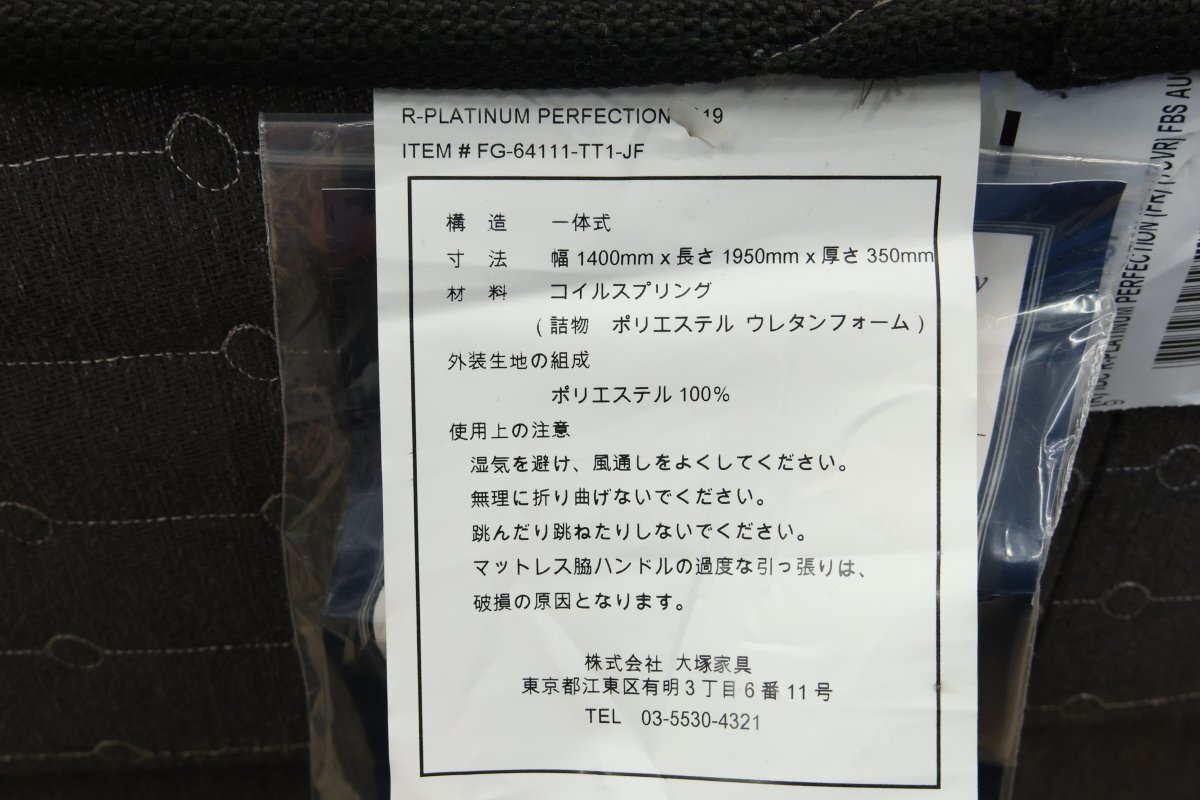 R-PLATINUM PERFECTION 19
ITEM # FG-64111-TT1-JF
構 造 一体式
寸 法 幅 1400mm x 長さ 1950mm x 厚さ 350mm
材 料 コイルスプリング
( 詰物 ポリエステル ウレタンフォーム )
外装生地の組成
ポリエステル 100%
使用上の注意
湿気を避け、風通しをよくしてください。
無理に折り曲げないでください。
跳んだり跳ねたりしないでください。
マットレス脇ハンドルの過度な引っ張りは、
破損の原因となります。
株式会社 大塚家具
東京都江東区有明3丁目6番11号
TEL 03-5530-4321
R-PLATINUM PERFECTION (FR) FBS